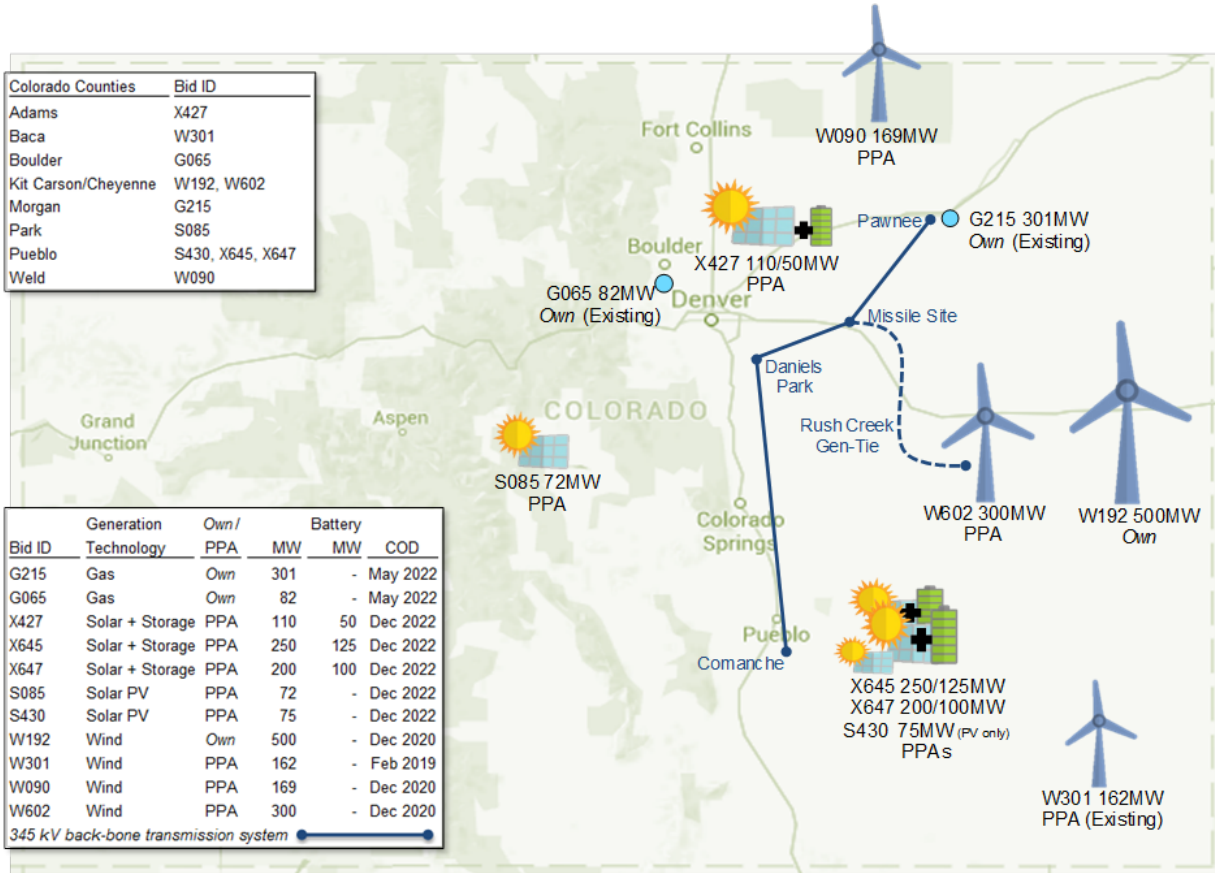 Colorado Counties Bid ID
Adams X427
Baca W301
Boulder G065
Kit Carson/Cheyenne W192, W602
Morgan G215
Park S085
Pueblo S430, X645, X647
Weld W090
W090 169MW
PPA
Fort Collins
Pawnee
G215 301MW
Own (Existing)
Boulder
X427 110/50MW
PPA
G065 82MW
Own (Existing)
Denver
Missile Site
Daniels
Park
COLORADO
Grand
Junction
Aspen
Rush Creek
Gen-Tie
S085 72MW
PPA
W602 300MW
PPA
W192 500MW
Own
Colorado
Springs
Pueblo
Comanche
X645 250/125MW
X647 200/100MW
S430 75MW (PV only)
PPAs
W301 162MW
PPA (Existing)
Generation Own / Battery
Bid ID Technology PPA MW MW COD
G215 Gas Own 301 - May 2022
G065 Gas Own 82 - May 2022
X427 Solar + Storage PPA 110 50 Dec 2022
X645 Solar + Storage PPA 250 125 Dec 2022
X647 Solar + Storage PPA 200 100 Dec 2022
S085 Solar PV PPA 72 - Dec 2022
S430 Solar PV PPA 75 - Dec 2022
W192 Wind Own 500 - Dec 2020
W301 Wind PPA 162 - Feb 2019
W090 Wind PPA 169 - Dec 2020
W602 Wind PPA 300 - Dec 2020
345 kV back-bone transmission system